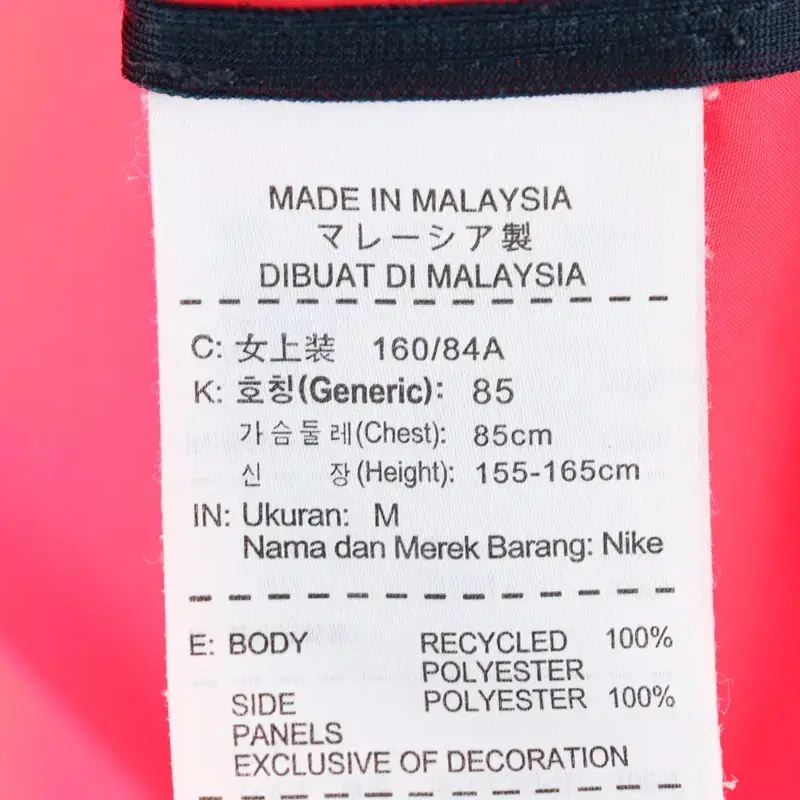 MADE IN MALAYSIA
マレーシア製
DIBUAT DI MALAYSIA
C: 女上装 160/84A
K: 호칭(Generic): 85
가슴둘레(Chest): 85cm
신 장(Height): 155-165cm
IN: Ukuran: M
Nama dan Merek Barang: Nike
E: BODY RECYCLED 100%
POLYESTER
SIDE POLYESTER 100%
PANELS
EXCLUSIVE OF DECORATION